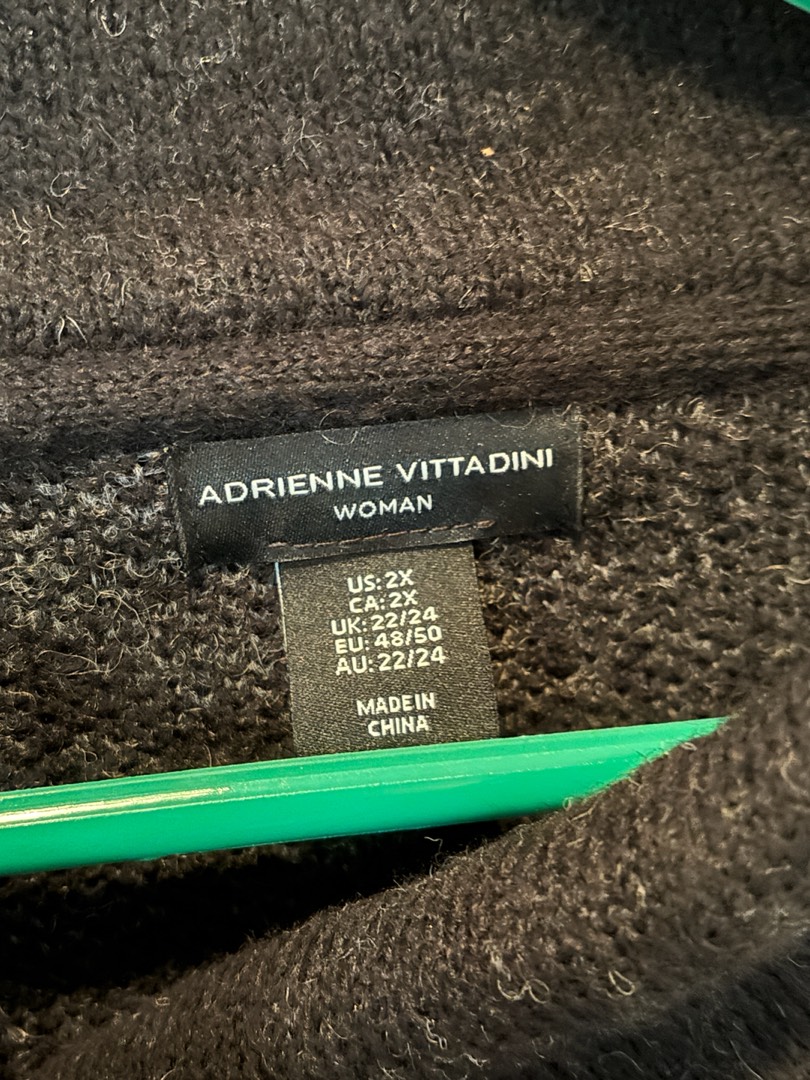 ADRIENNE VITTADINI
WOMAN
US: 2X
CA: 2X
UK: 22/24
EU: 48/50
AU: 22/24
MADE IN
CHINA